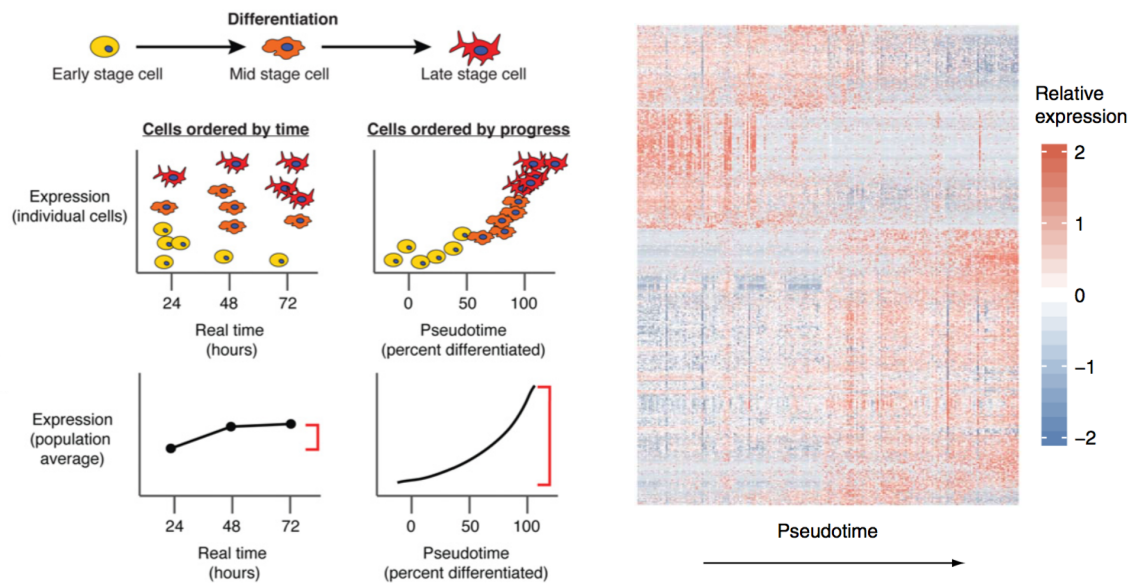 Differentiation
Early stage cell
Mid stage cell
Late stage cell
Cells ordered by time
Cells ordered by progress
Expression
(individual cells)
24
48
72
Real time
(hours)
0
50
100
Pseudotime
(percent differentiated)
Expression
(population
average)
24
48
72
Real time
(hours)
0
50
100
Pseudotime
(percent differentiated)
Relative
expression
2
1
0
−1
−2
Pseudotime